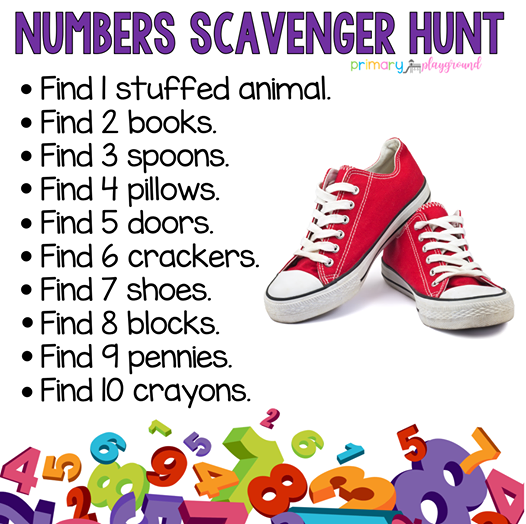 NUMBERS SCAVENGER HUNT
primary playground
• Find 1 stuffed animal.
• Find 2 books.
• Find 3 spoons.
• Find 4 pillows.
• Find 5 doors.
• Find 6 crackers.
• Find 7 shoes.
• Find 8 blocks.
• Find 9 pennies.
• Find 10 crayons.